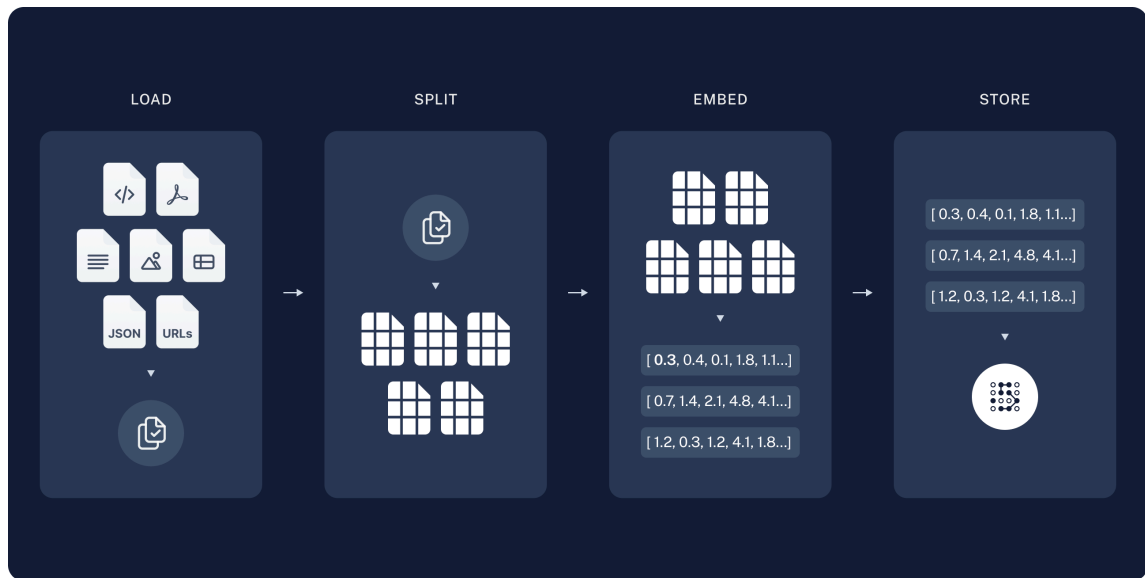 LOAD
SPLIT
EMBED
STORE
JSON
URLs
[ 0.3, 0.4, 0.1, 1.8, 1.1...]
[ 0.7, 1.4, 2.1, 4.8, 4.1...]
[ 1.2, 0.3, 1.2, 4.1, 1.8...]
[ 0.3, 0.4, 0.1, 1.8, 1.1...]
[ 0.7, 1.4, 2.1, 4.8, 4.1...]
[ 1.2, 0.3, 1.2, 4.1, 1.8...]